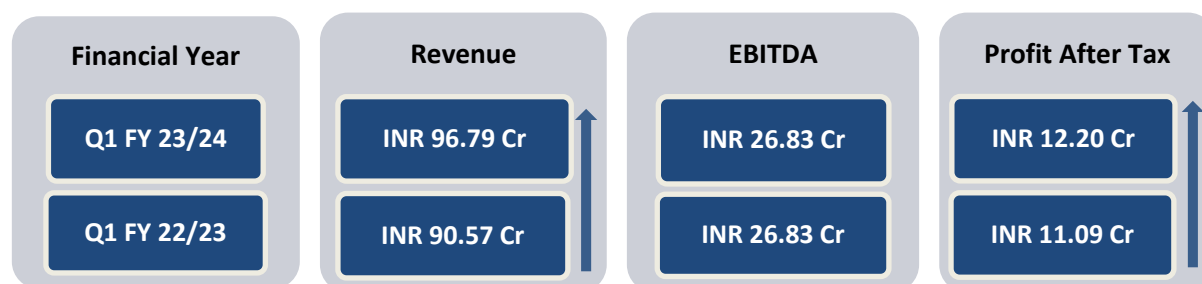 Financial Year
Revenue
EBITDA
Profit After Tax
Q1 FY 23/24
INR 96.79 Cr
INR 26.83 Cr
INR 12.20 Cr
Q1 FY 22/23
INR 90.57 Cr
INR 26.83 Cr
INR 11.09 Cr